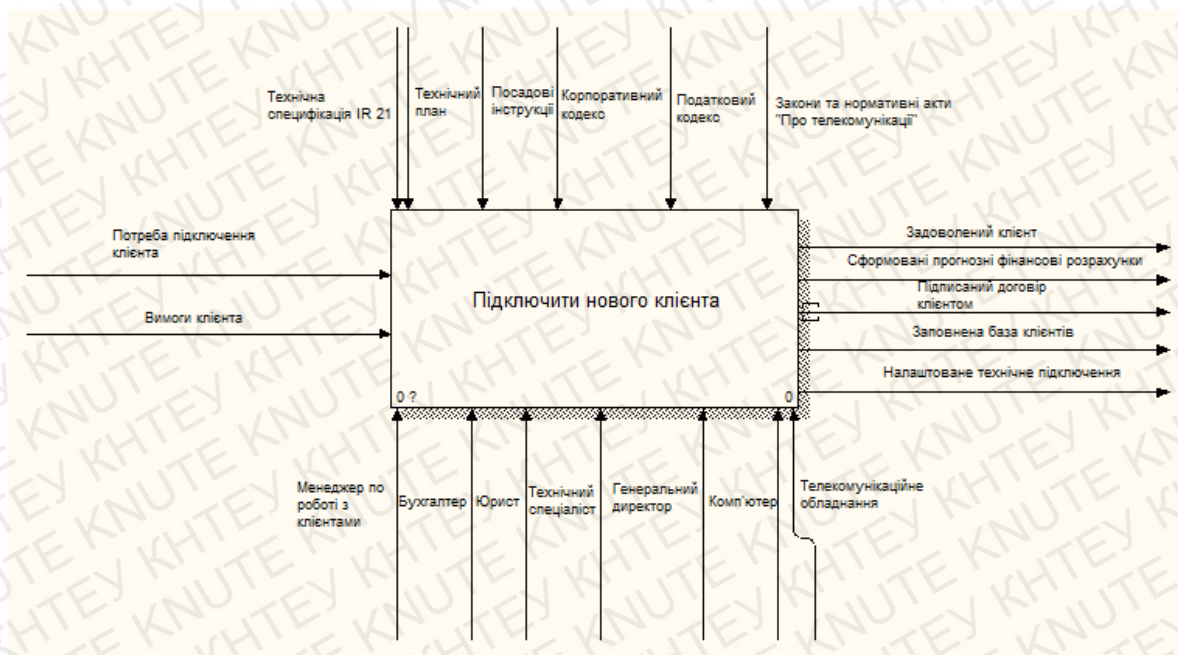 Технічна
специфікація IR 21
Технічний
план
Посадові
інструкції
Корпоративний
кодекс
Податковий
кодекс
Закони та нормативні акти
"Про телекомунікації"
Потреба підключення
клієнта
Вимоги клієнта
Підключити нового клієнта
0 ?
0
Задоволений клієнт
Сформовані прогнозні фінансові розрахунки
Підписаний договір
клієнтом
Заповнена база клієнтів
Налаштоване технічне підключення
Менеджер по
роботі з
клієнтами
Бухгалтер
Юрист
Технічний
спеціаліст
Генеральний
директор
Комп'ютер
Телекомунікаційне
обладнання